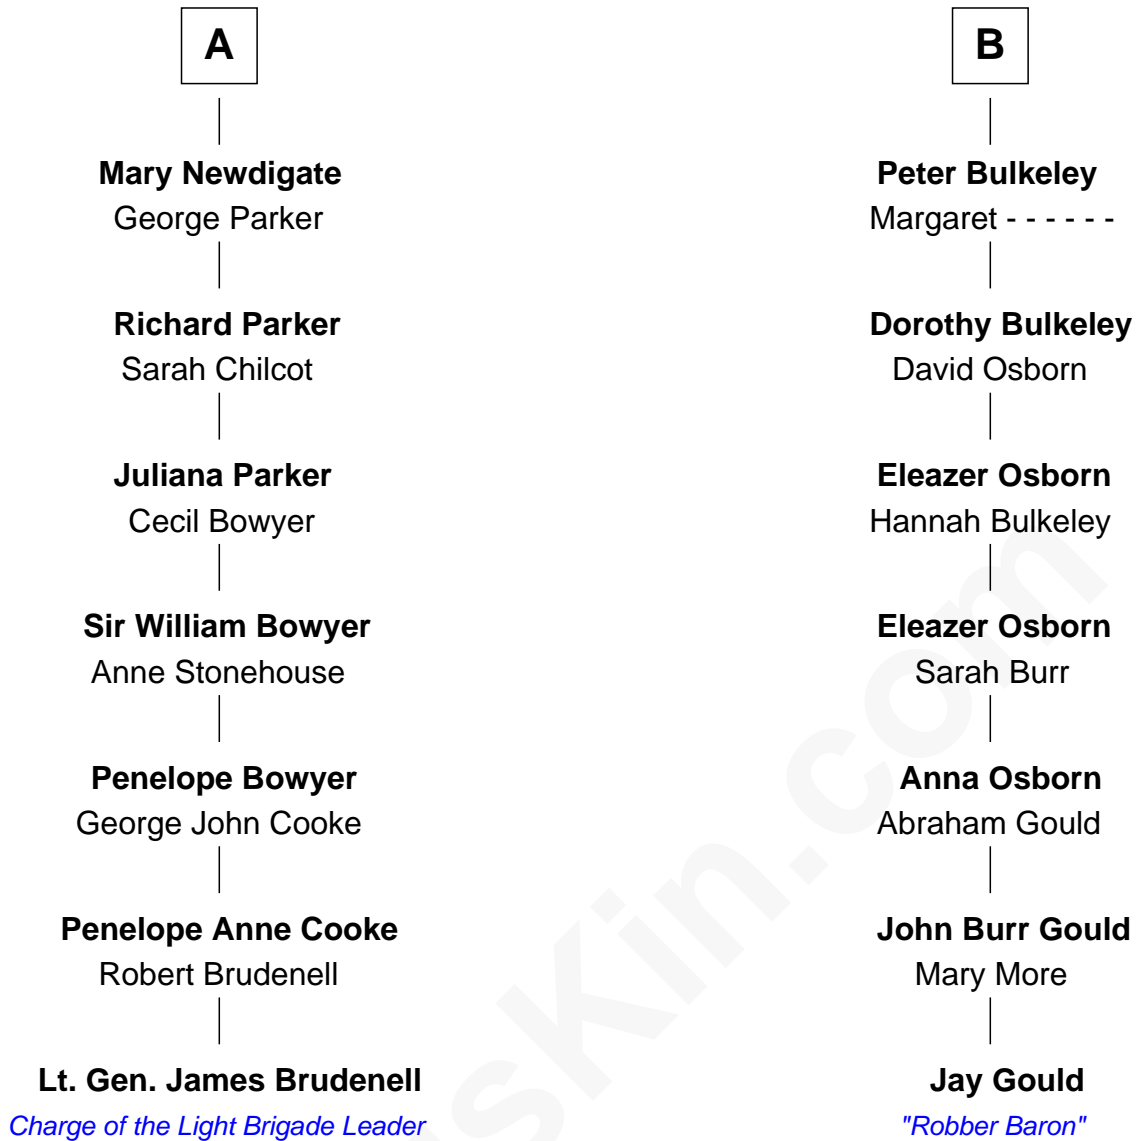 A
Mary Newdigate
George Parker
Richard Parker
Sarah Chilcot
Juliana Parker
Cecil Bowyer
Sir William Bowyer
Anne Stonehouse
Penelope Bowyer
George John Cooke
Penelope Anne Cooke
Robert Brudenell
Lt. Gen. James Brudenell
Charge of the Light Brigade Leader
B
Peter Bulkeley
Margaret - - - - - -
Dorothy Bulkeley
David Osborn
Eleazer Osborn
Hannah Bulkeley
Eleazer Osborn
Sarah Burr
Anna Osborn
Abraham Gould
John Burr Gould
Mary More
Jay Gould
"Robber Baron"